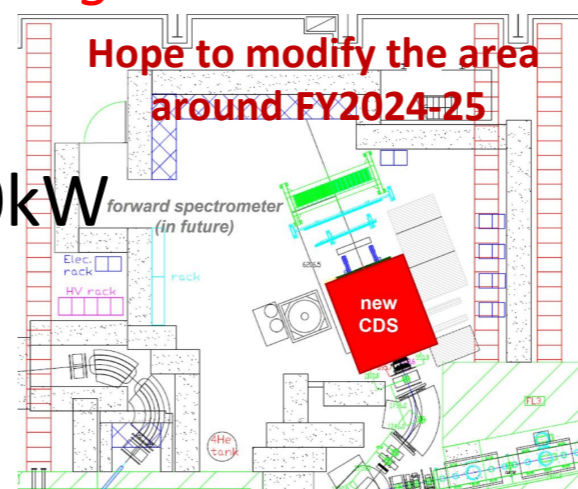 Hope to modify the area
around FY2024-25
kW
forward spectrometer
(in future)
Elec.
rack
HV rack
rack
new
CDS
4He
tank